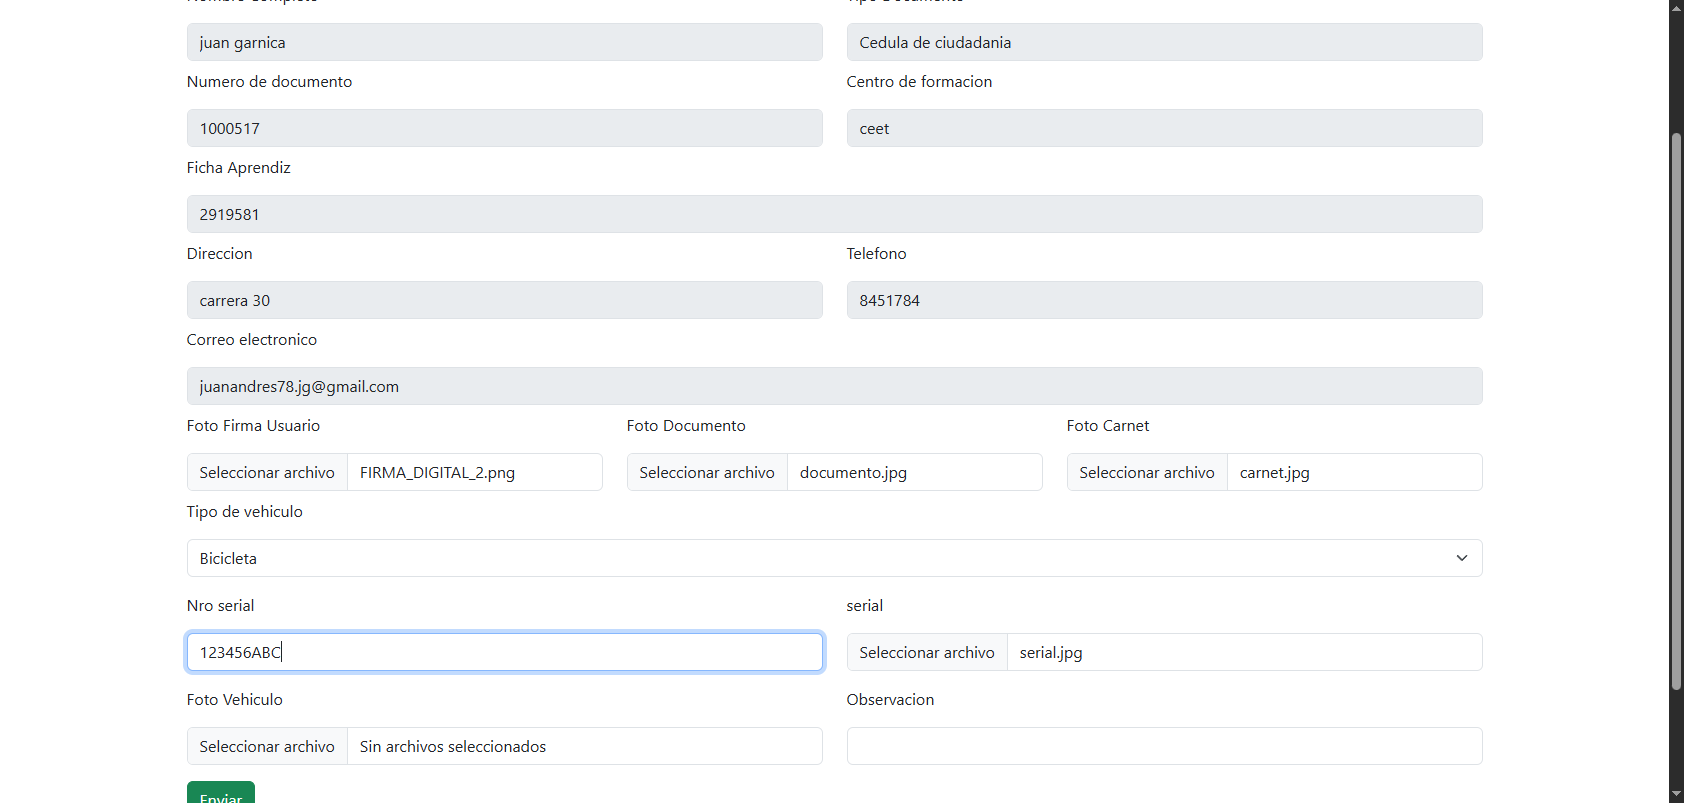 juan garnica Cedula de ciudadania
Numero de documento Centro de formacion
1000517 ceet
Ficha Aprendiz
2919581
Direccion Telefono
carrera 30 8451784
Correo electronico
juanandres78.jg@gmail.com
Foto Firma Usuario Foto Documento Foto Carnet
Seleccionar archivo FIRMA_DIGITAL_2.png Seleccionar archivo documento.jpg Seleccionar archivo carnet.jpg
Tipo de vehiculo
Bicicleta
Nro serial serial
123456ABC Seleccionar archivo serial.jpg
Foto Vehiculo Observacion
Seleccionar archivo Sin archivos seleccionados
Enviar